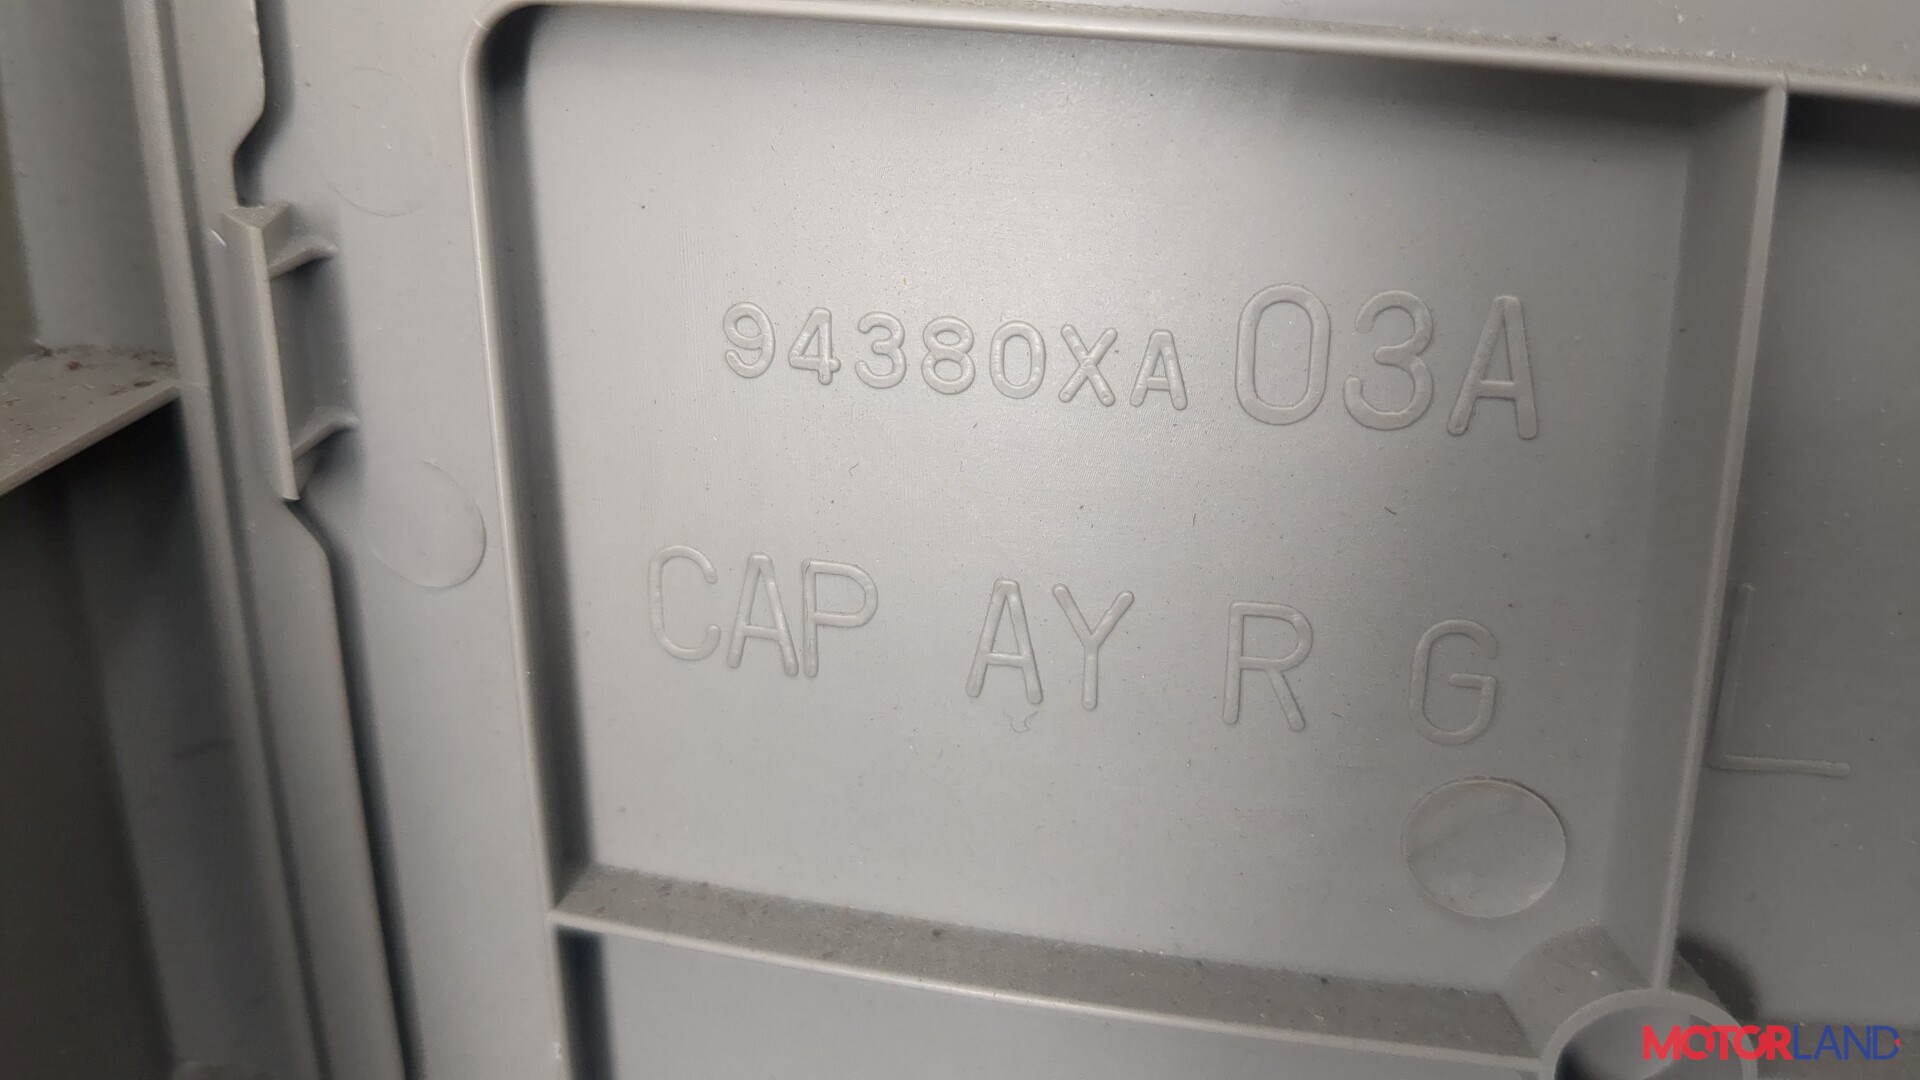 94380XA 03A
CAP AY R G
L
MOTORLAND